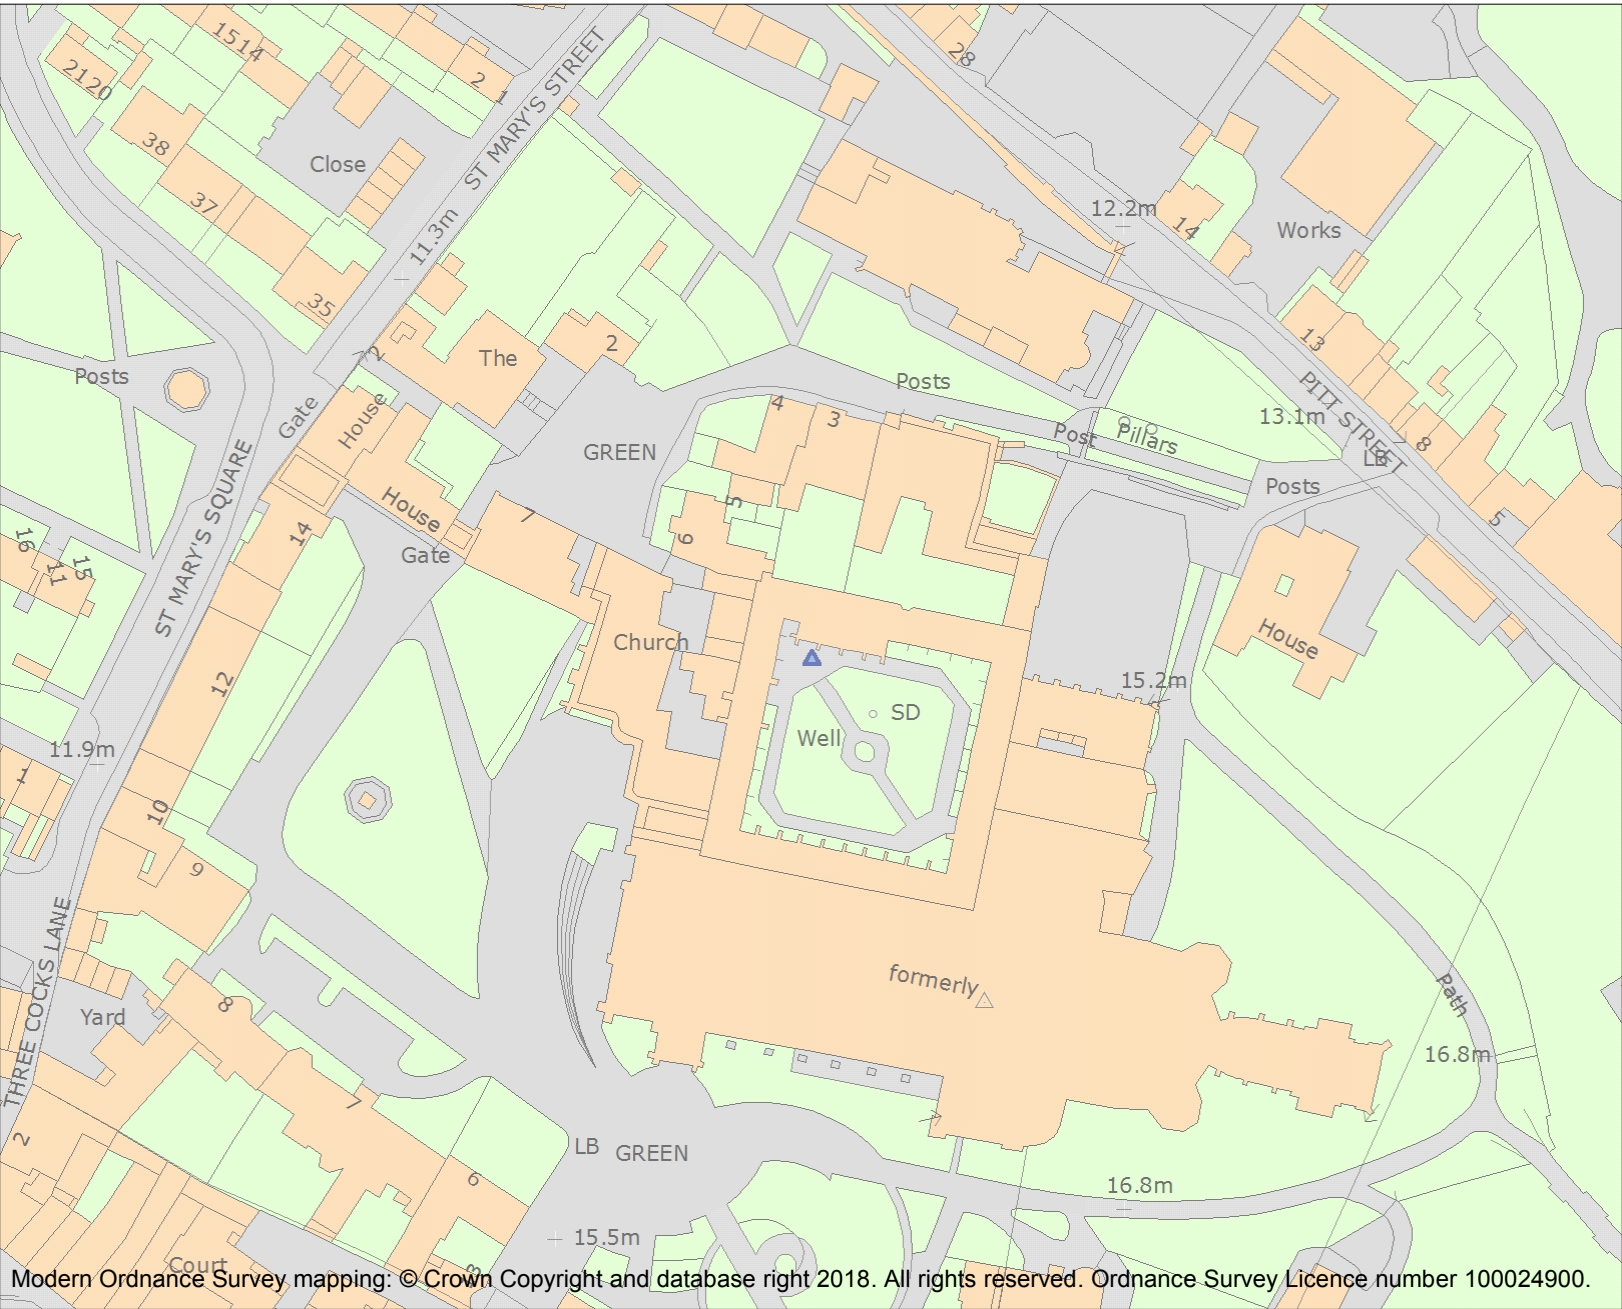 1514
2120
2
1
ST MARY'S STREET
28
38
Close
37
11.3m
12.2m
14
Works
35
2
The
2
13
Posts
Posts
Gate
House
4
3
PITT STREET
13.1m
Post
Pillars
8
LB
GREEN
Posts
ST MARY'S SQUARE
House
7
5
5
14
6
16
11
15
Gate
Church
House
12
15.2m
SD
Well
11.9m
1
10
9
THREE COCKS LANE
formerly
Path
8
Yard
16.8m
7
2
LB
GREEN
6
16.8m
15.5m
Court
Modern Ordnance Survey mapping: © Crown Copyright and database right 2018. All rights reserved. Ordnance Survey Licence number 100024900.